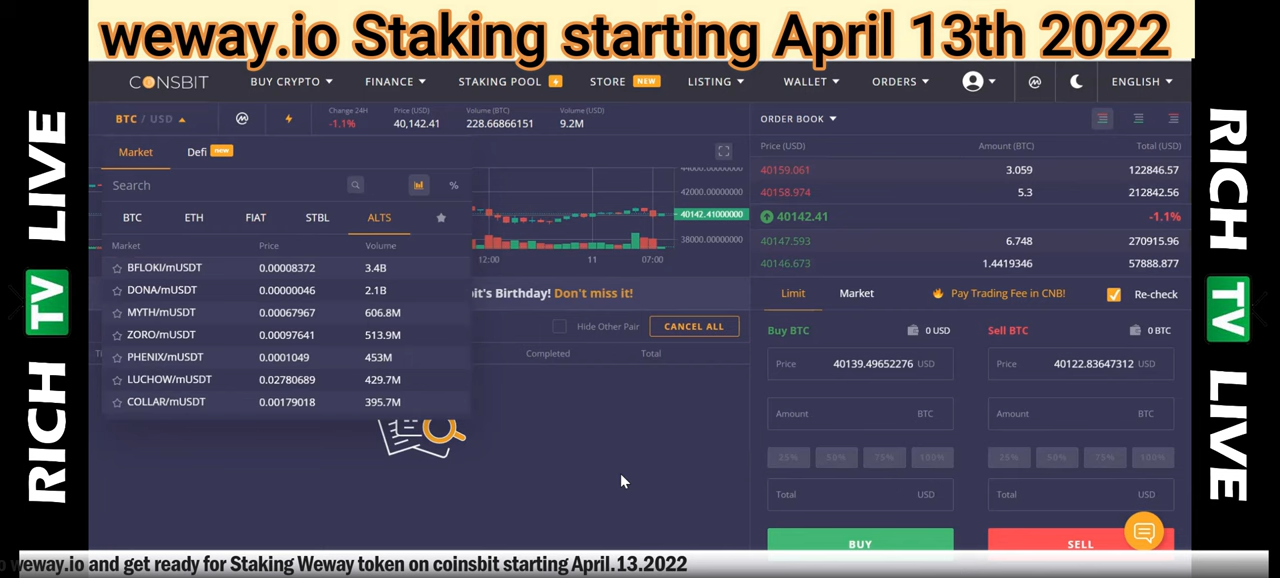 weway.io Staking starting April 13th 2022
RICH TV LIVE
CONSBIT BUY CRYPTO FINANCE STAKING POOL STORE NEW LISTING WALLET ORDERS ENGLISH
BTC / USD
Change 24H Price (USD) Volume (BTC) Volume (USD)
-1.1% 40,142.41 228.66866151 9.2M
Market Defi new
Search %
BTC ETH FIAT STBL ALTS
Market Price Volume
BFLOKI/mUSDT 0.00008372 3.4B
DONA/mUSDT 0.00000046 2.1B
MYTH/mUSDT 0.00067967 606.8M
ZORO/mUSDT 0.00097641 513.9M
PHENIX/mUSDT 0.0001049 453M
LUCHOW/mUSDT 0.02780689 429.7M
COLLAR/mUSDT 0.00179018 395.7M
44000.00000000
42000.00000000
40142.41000000
38000.00000000
12:00 11 07:00
bit's Birthday! Don't miss it!
Hide Other Pair CANCEL ALL
Completed Total
ORDER BOOK
Price (USD) Amount (BTC) Total (USD)
40159.061 3.059 122846.57
40158.974 5.3 212842.56
40142.41 -1.1%
40147.593 6.748 270915.96
40146.673 1.4419346 57888.877
Limit Market Pay Trading Fee in CNB! Re-check
Buy BTC 0 USD Sell BTC 0 BTC
Price 40139.49652276 USD Price 40122.83647312 USD
Amount BTC Amount BTC
25% 50% 75% 100% 25% 50% 75% 100%
Total USD Total USD
BUY SELL
RICH TV LIVE
o weway.io and get ready for Staking Weway token on coinsbit starting April.13.2022